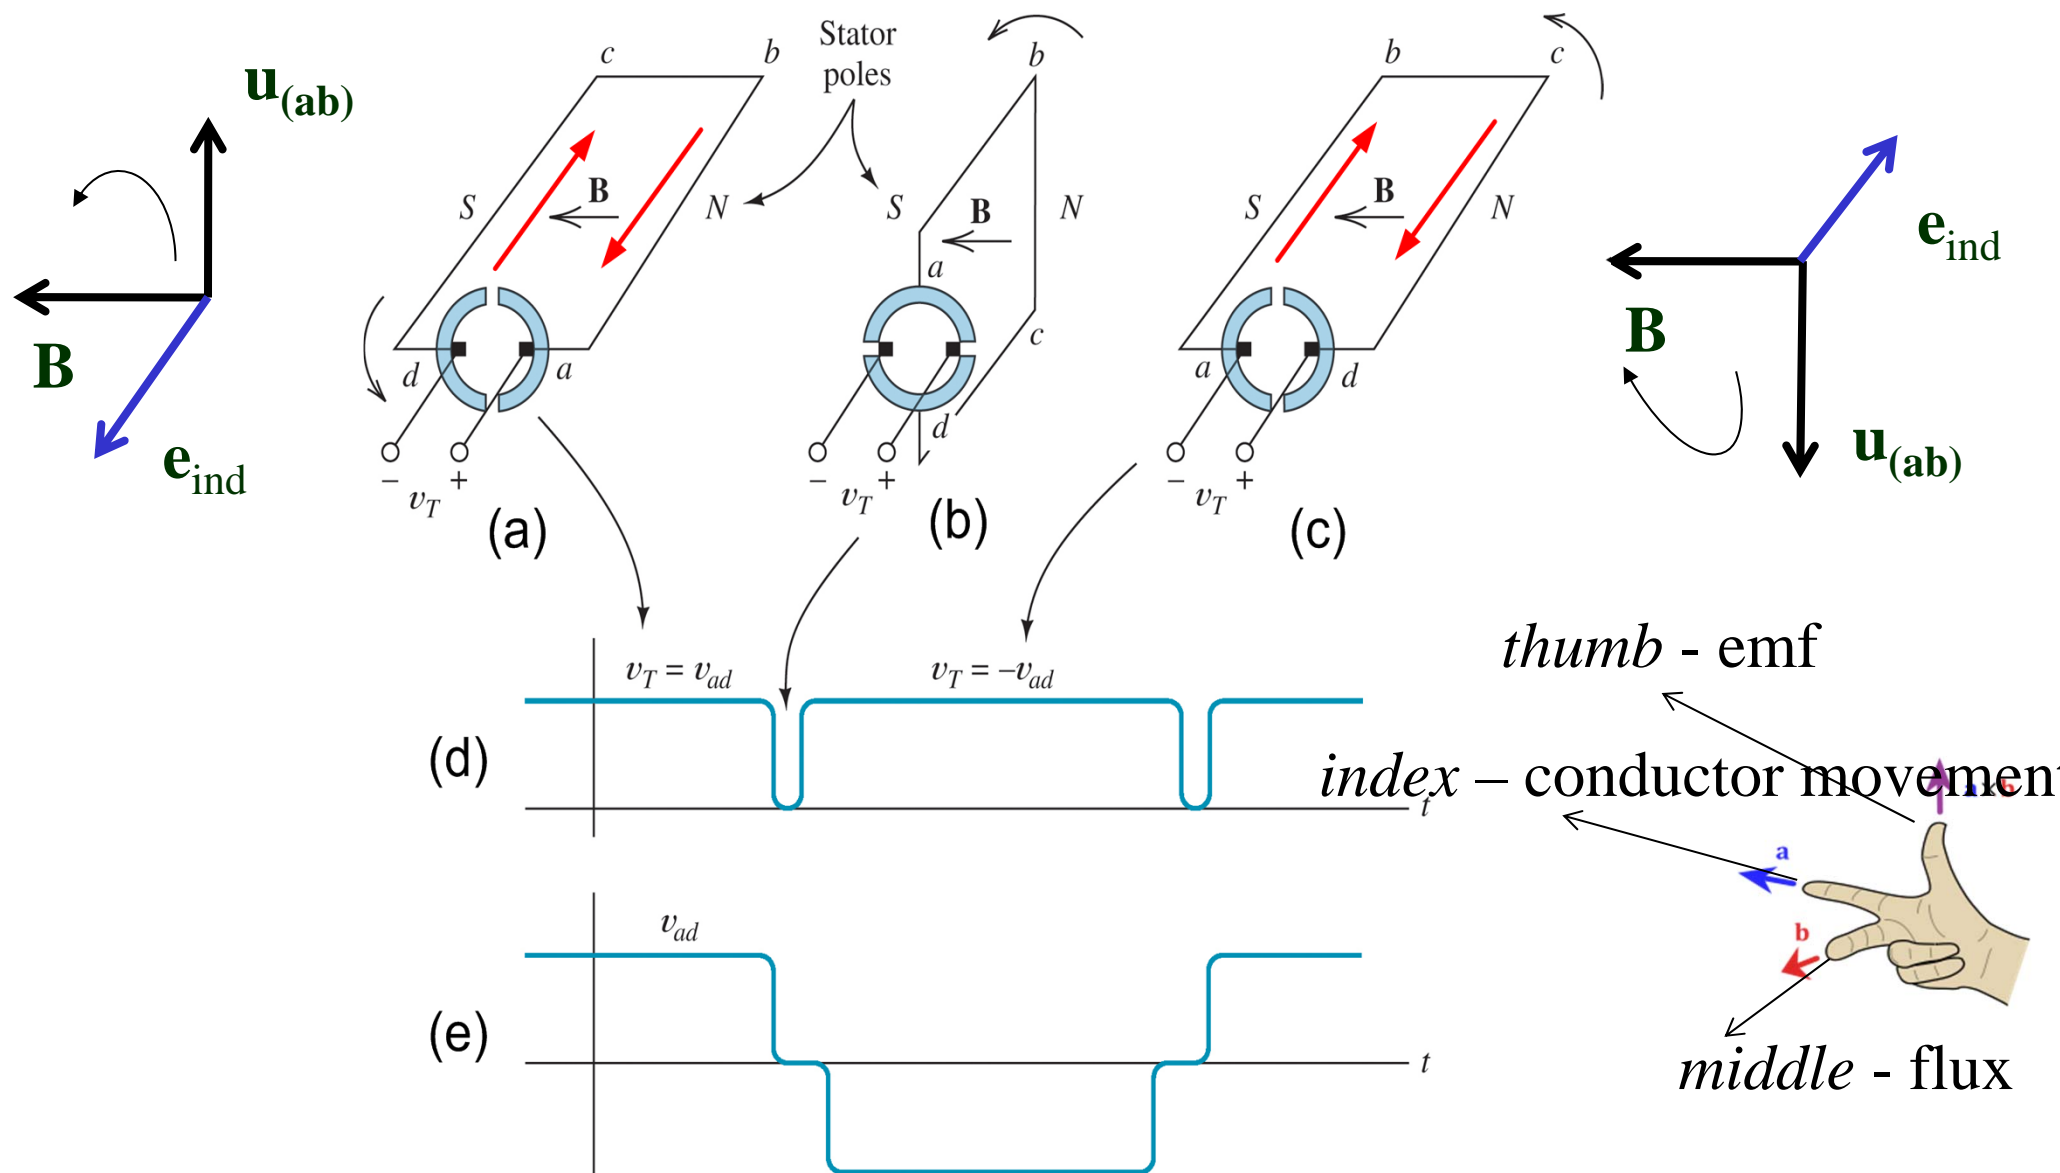 u(ab)
B
eind
c
b
S
N
B
d
a
–
+
vT
(a)
Stator
poles
b
S
N
B
a
c
d
–
+
vT
(b)
b
c
S
N
B
a
d
–
+
vT
(c)
eind
B
u(ab)
(d)
vT = vad
vT = –vad
t
(e)
vad
t
thumb - emf
index – conductor movement
a
b
middle - flux